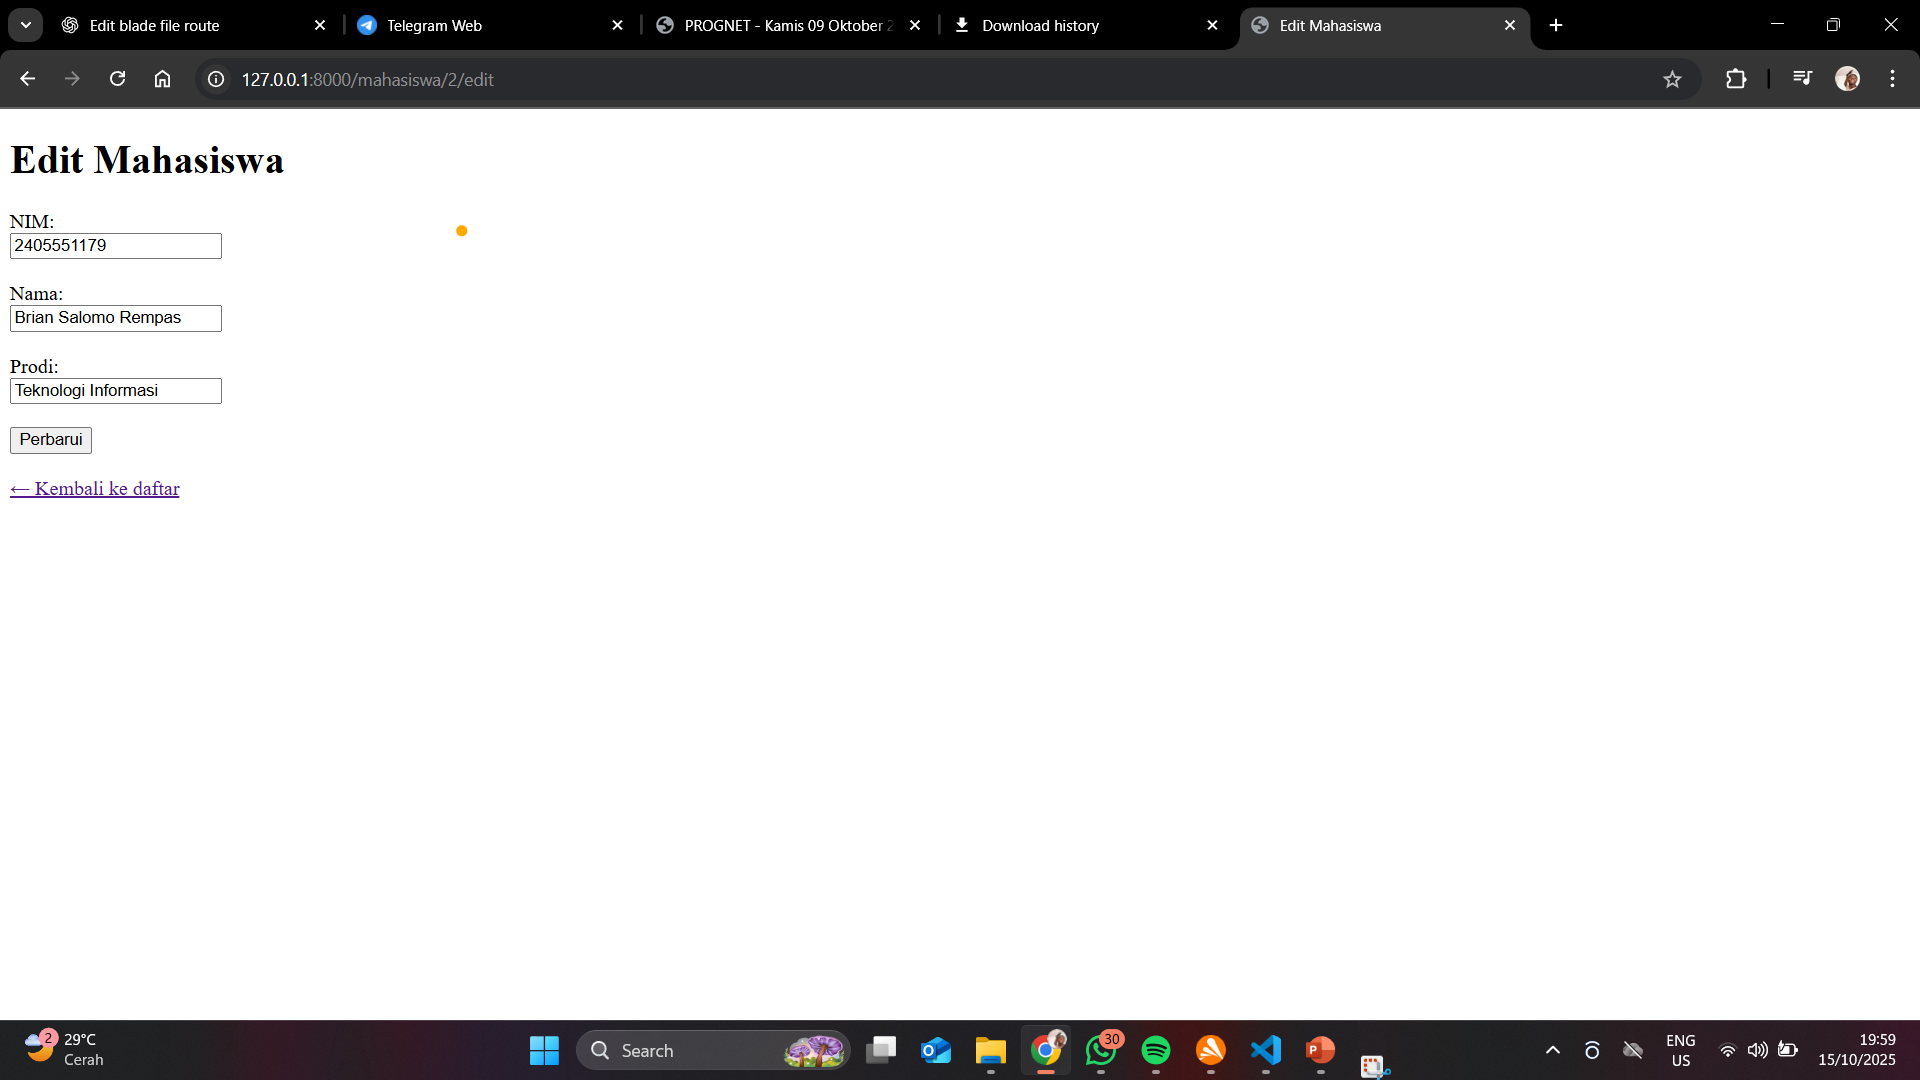 Edit blade file route
Telegram Web
PROGNET - Kamis 09 Oktober 2
Download history
Edit Mahasiswa
127.0.0.1:8000/mahasiswa/2/edit
Edit Mahasiswa
NIM:
2405551179
Nama:
Brian Salomo Rempas
Prodi:
Teknologi Informasi
Perbarui
← Kembali ke daftar
2
29°C
Cerah
Search
30
ENG
US
19:59
15/10/2025